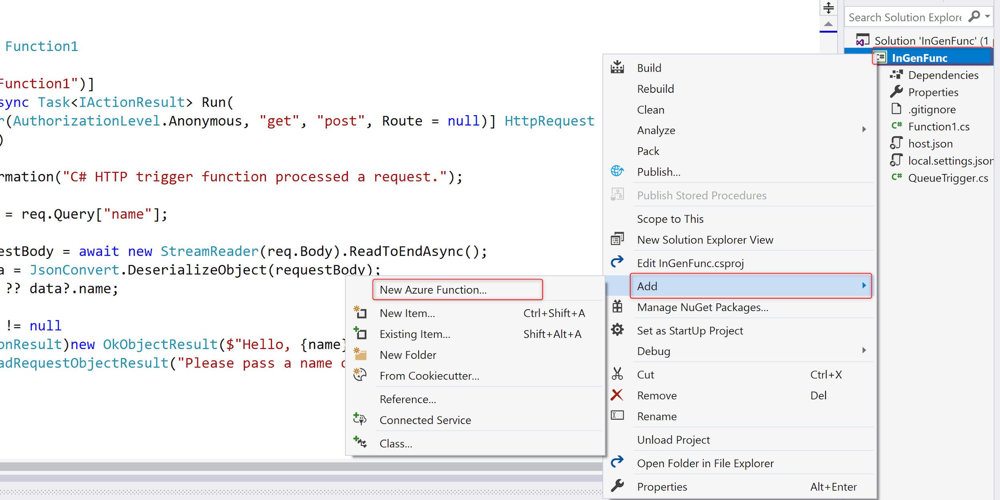 Function1
Function1")]
sync Task<IActionResult> Run(
r(AuthorizationLevel.Anonymous, "get", "post", Route = null)] HttpRequest
)
rmation("C# HTTP trigger function processed a request.");
= req.Query["name"];
estBody = await new StreamReader(req.Body).ReadToEndAsync();
a = JsonConvert.DeserializeObject(requestBody);
?? data?.name;
!= null
onResult)new OkObjectResult($"Hello, {name}
adRequestObjectResult("Please pass a name
New Azure Function...
New Item... Ctrl+Shift+A
Existing Item... Shift+Alt+A
New Folder
From Cookiecutter...
Reference...
Connected Service
Class...
Build
Rebuild
Clean
Analyze
Pack
Publish...
Publish Stored Procedures
Scope to This
New Solution Explorer View
Edit InGenFunc.csproj
Add
Manage NuGet Packages...
Set as StartUp Project
Debug
Cut Ctrl+X
Remove Del
Rename
Unload Project
Open Folder in File Explorer
Properties Alt+Enter
Search Solution Explore
Solution 'InGenFunc' (1
C# InGenFunc
Dependencies
Properties
.gitignore
C# Function1.cs
host.json
local.settings.json
C# QueueTrigger.cs